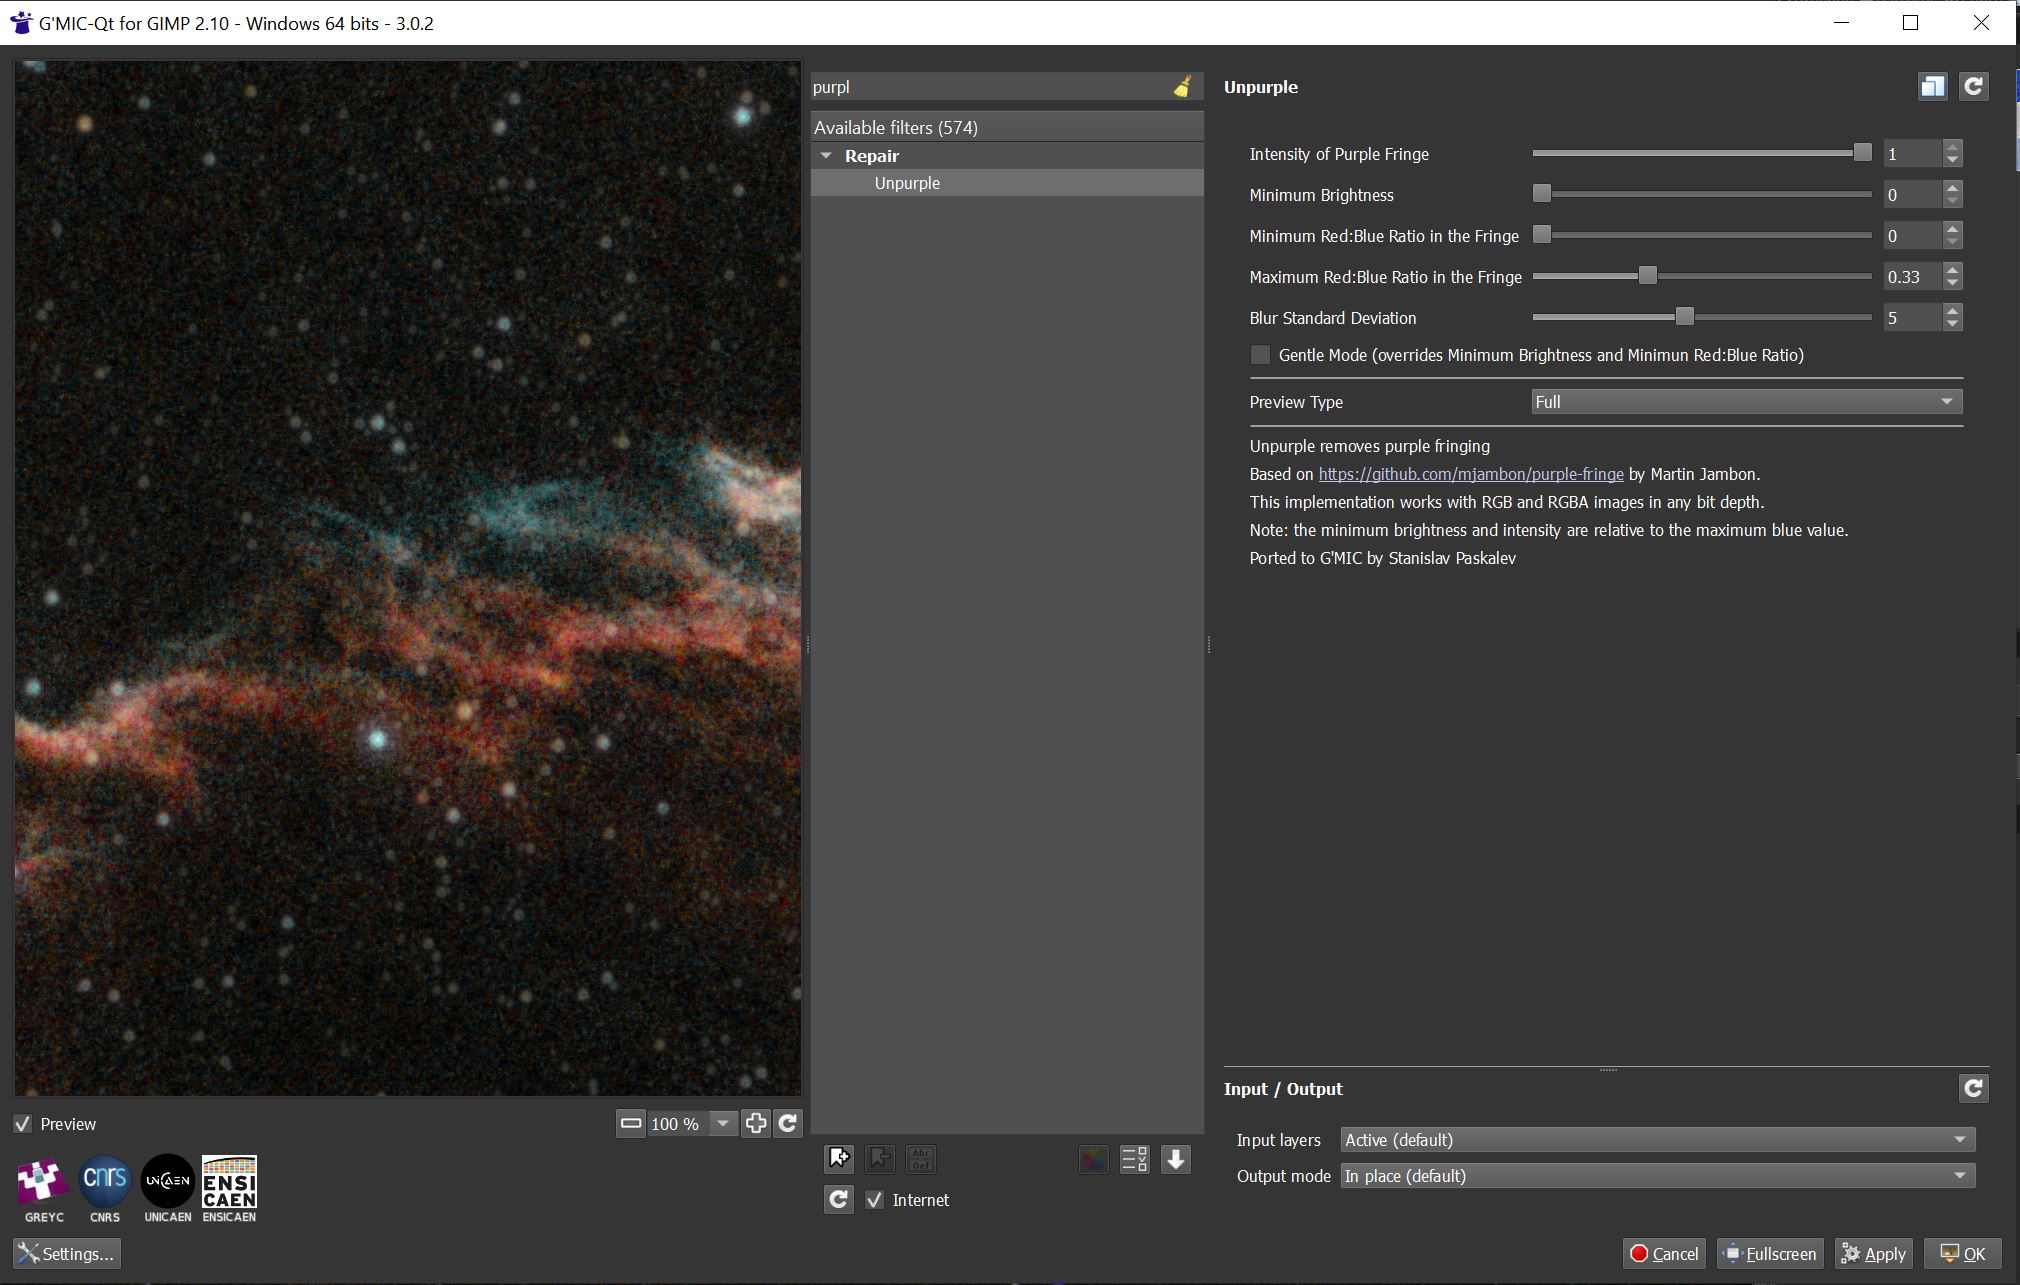 G'MIC-Qt for GIMP 2.10 - Windows 64 bits - 3.0.2
purpl
Available filters (574)
Repair
Unpurple
Unpurple
Intensity of Purple Fringe 1
Minimum Brightness 0
Minimum Red:Blue Ratio in the Fringe 0
Maximum Red:Blue Ratio in the Fringe 0.33
Blur Standard Deviation 5
Gentle Mode (overrides Minimum Brightness and Minimun Red:Blue Ratio)
Preview Type Full
Unpurple removes purple fringing
Based on https://github.com/mjambon/purple-fringe by Martin Jambon.
This implementation works with RGB and RGBA images in any bit depth.
Note: the minimum brightness and intensity are relative to the maximum blue value.
Ported to G'MIC by Stanislav Paskalev
Input / Output
Input layers Active (default)
Output mode In place (default)
Preview 100 %
Abc
Def
Internet
cnrs
UNICAEN
ENSI
CAEN
GREYC CNRS UNICAEN ENSICAEN
Settings...
Cancel Fullscreen Apply OK